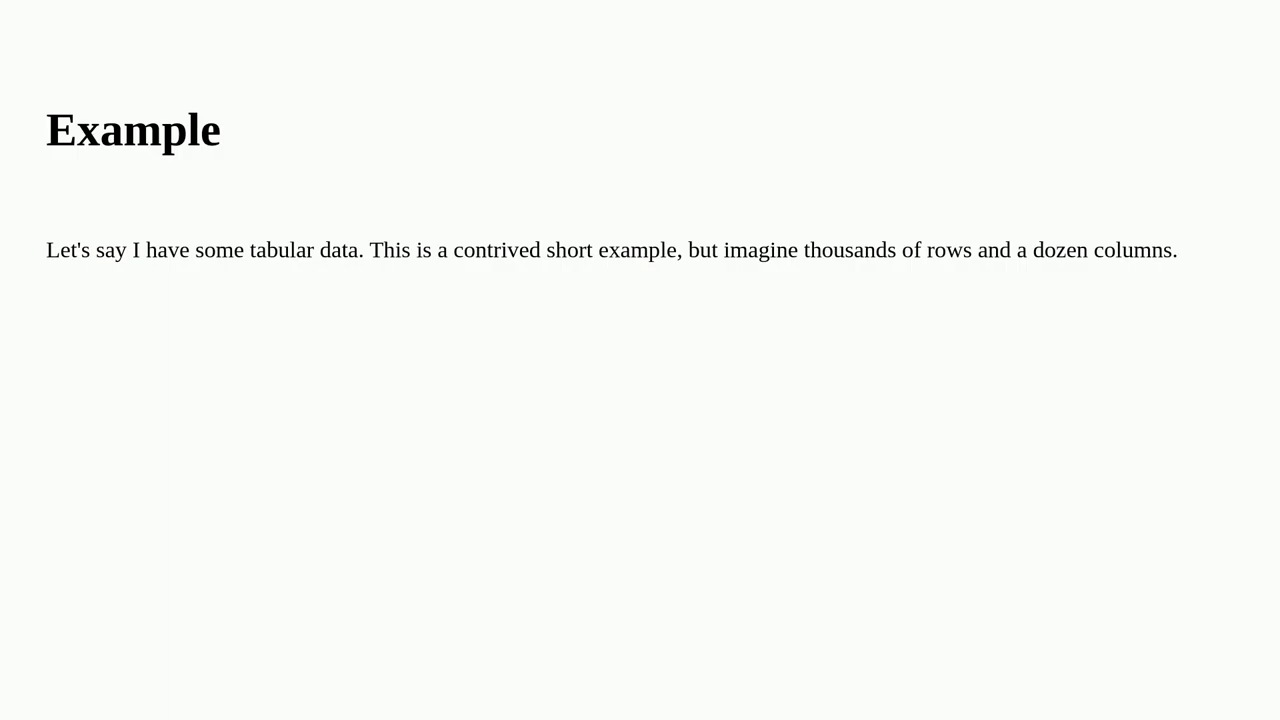 Example
Let's say I have some tabular data. This is a contrived short example, but imagine thousands of rows and a dozen columns.